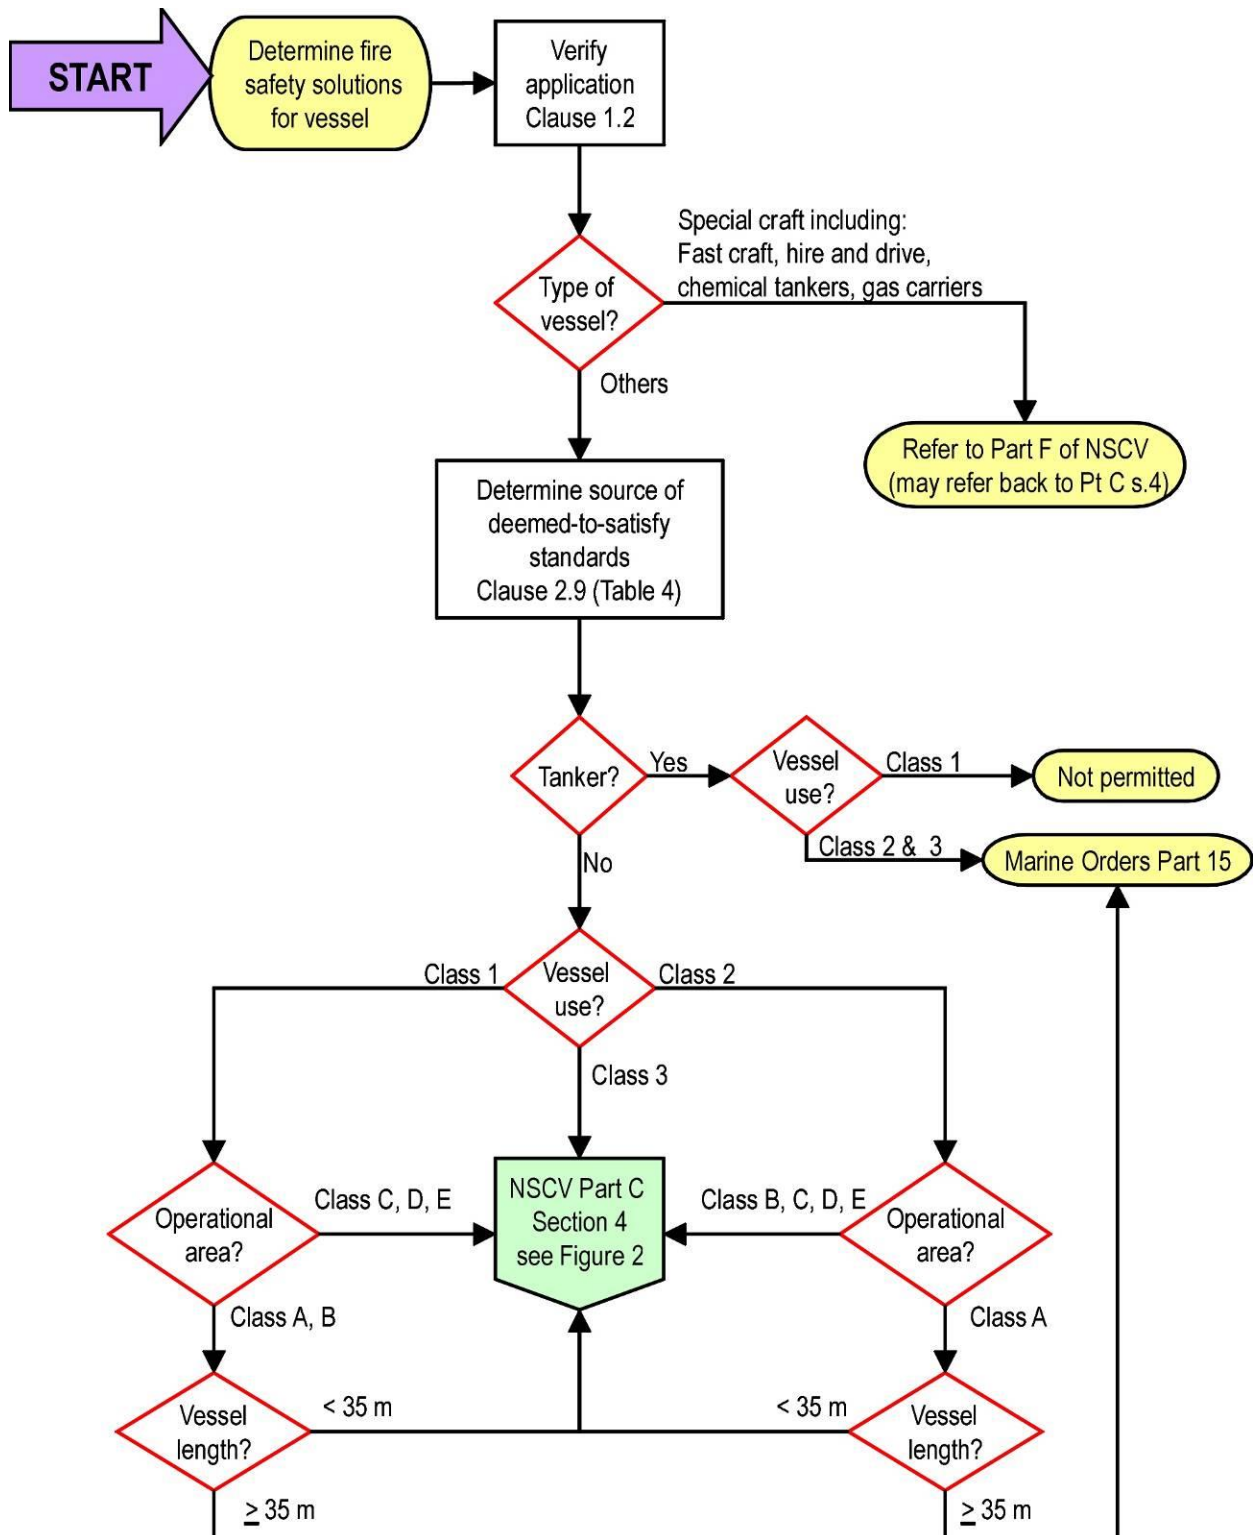 START
Determine fire
safety solutions
for vessel
Verify
application
Clause 1.2
Special craft including:
Fast craft, hire and drive,
chemical tankers, gas carriers
Type of
vessel?
Others
Refer to Part F of NSCV
(may refer back to Pt C s.4)
Determine source of
deemed-to-satisfy
standards
Clause 2.9 (Table 4)
Tanker?
Yes
Vessel
use?
Class 1
Not permitted
Class 2 & 3
Marine Orders Part 15
No
Class 1
Vessel
use?
Class 2
Class 3
Operational
area?
Class C, D, E
NSCV Part C
Section 4
see Figure 2
Class B, C, D, E
Operational
area?
Class A, B
Class A
Vessel
length?
< 35 m
< 35 m
Vessel
length?
≥ 35 m
≥ 35 m